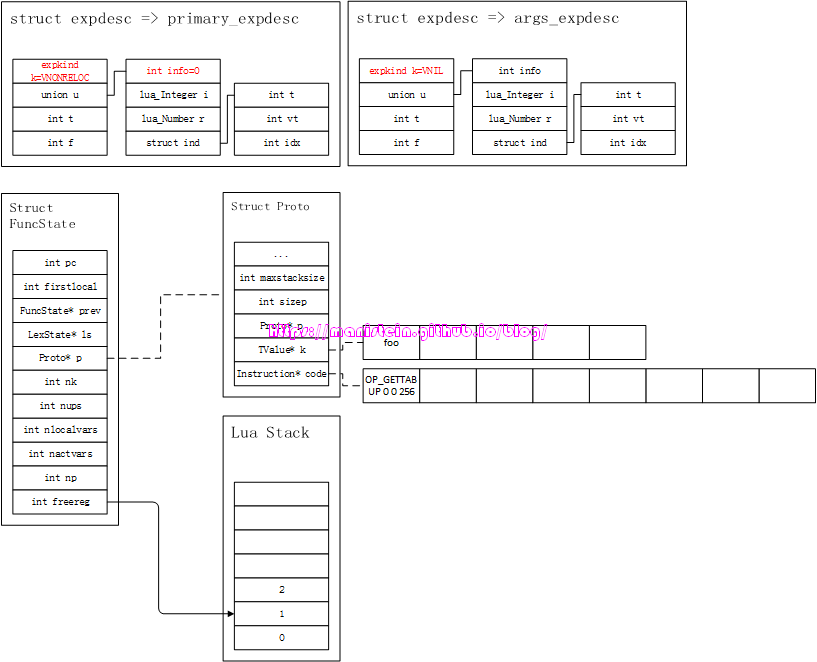 struct expdesc => primary_expdesc
expkind
k=VNONRELOC
union u
int t
int f
int info=0
lua_Integer i
lua_Number r
struct ind
int t
int vt
int idx
struct expdesc => args_expdesc
expkind k=VNIL
union u
int t
int f
int info
lua_Integer i
lua_Number r
struct ind
int t
int vt
int idx
Struct
FuncState
int pc
int firstlocal
FuncState* prev
LexState* ls
Proto* p
int nk
int nups
int nlocalvars
int nactvars
int np
int freereg
Struct Proto
...
int maxstacksize
int sizep
Proto* p
TValue* k
Instruction* code
https://manistein.github.io/blog/
foo
OP_GETTAB
UP 0 0 256
Lua Stack
2
1
0